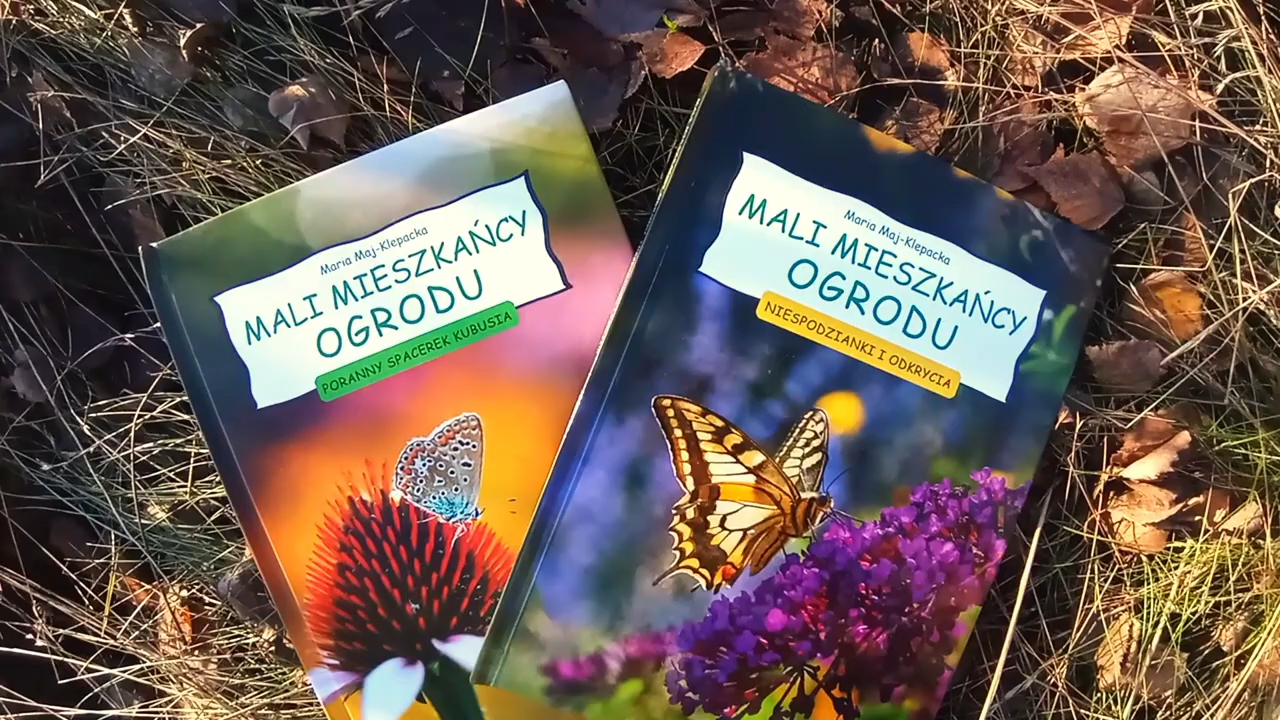 Maria Maj-Klepacka
MALI MIESZKAŃCY
OGRODU
PORANNY SPACEREK KUBUSIA
Maria Maj-Klepacka
MALI MIESZKAŃCY
OGRODU
NIESPODZIANKI I ODKRYCIA